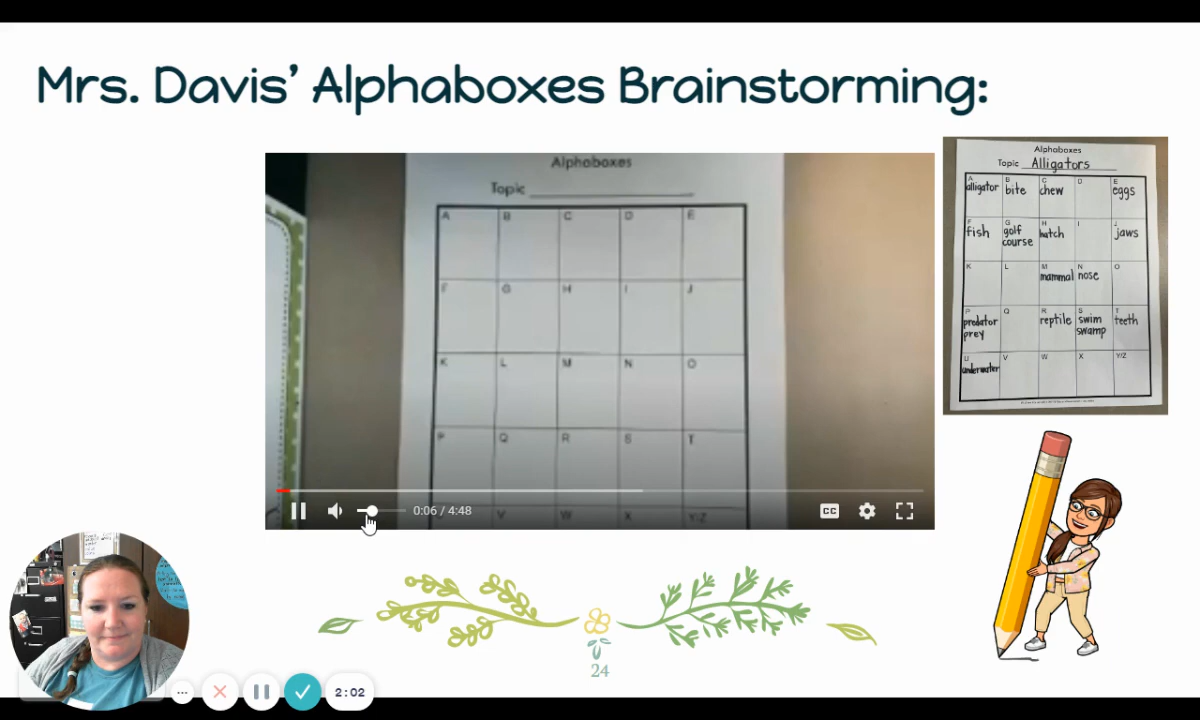 Mrs. Davis' Alphaboxes Brainstorming:
Alphaboxes
Topic
A B C D E
F G H I J
K L M N O
P Q R S T
V W X Y/Z
0:06 / 4:48
CC
Alphaboxes
Topic Alligators
A B C D E
alligator bite chew eggs
F G H I J
fish golf course hatch jaws
K L M N O
mammal nose
P Q R S T
predator prey reptile swim swamp teeth
U V W X Y/Z
underwater
24
2:02